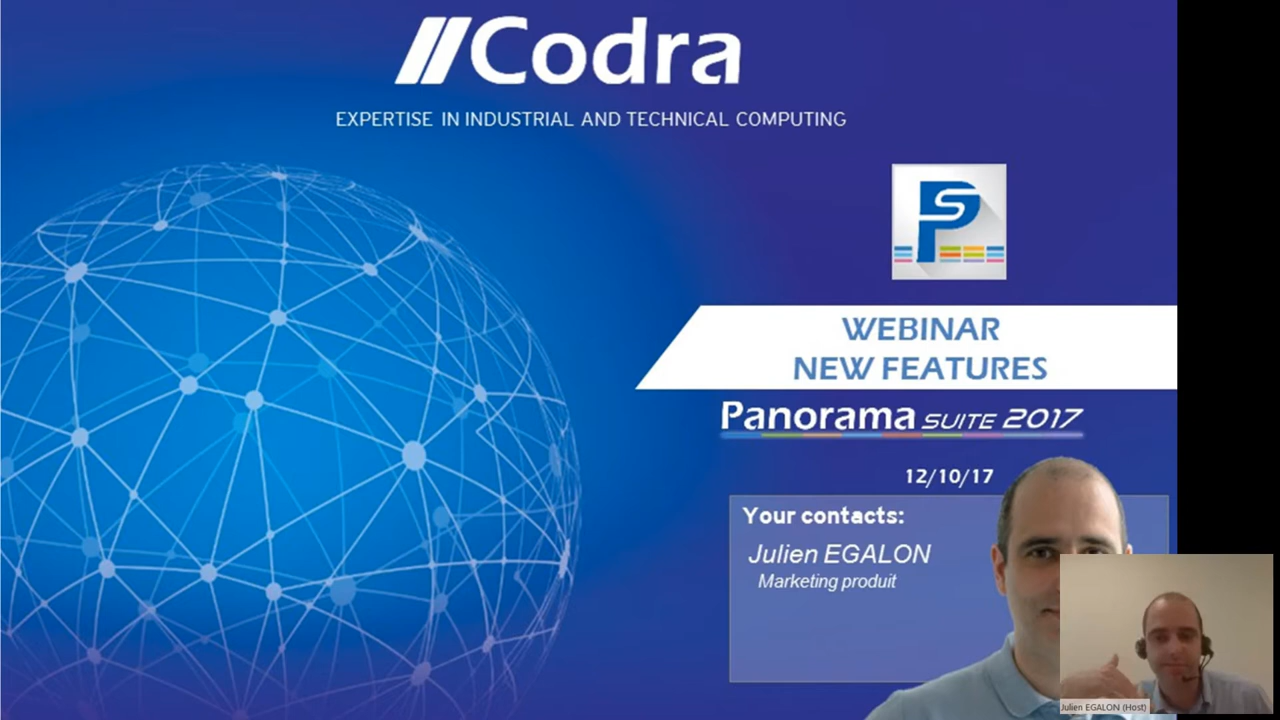 Codra
EXPERTISE IN INDUSTRIAL AND TECHNICAL COMPUTING
PS
WEBINAR
NEW FEATURES
Panorama SUITE 2017
12/10/17
Your contacts:
Julien EGALON
Marketing produit
Julien EGALON (Host)